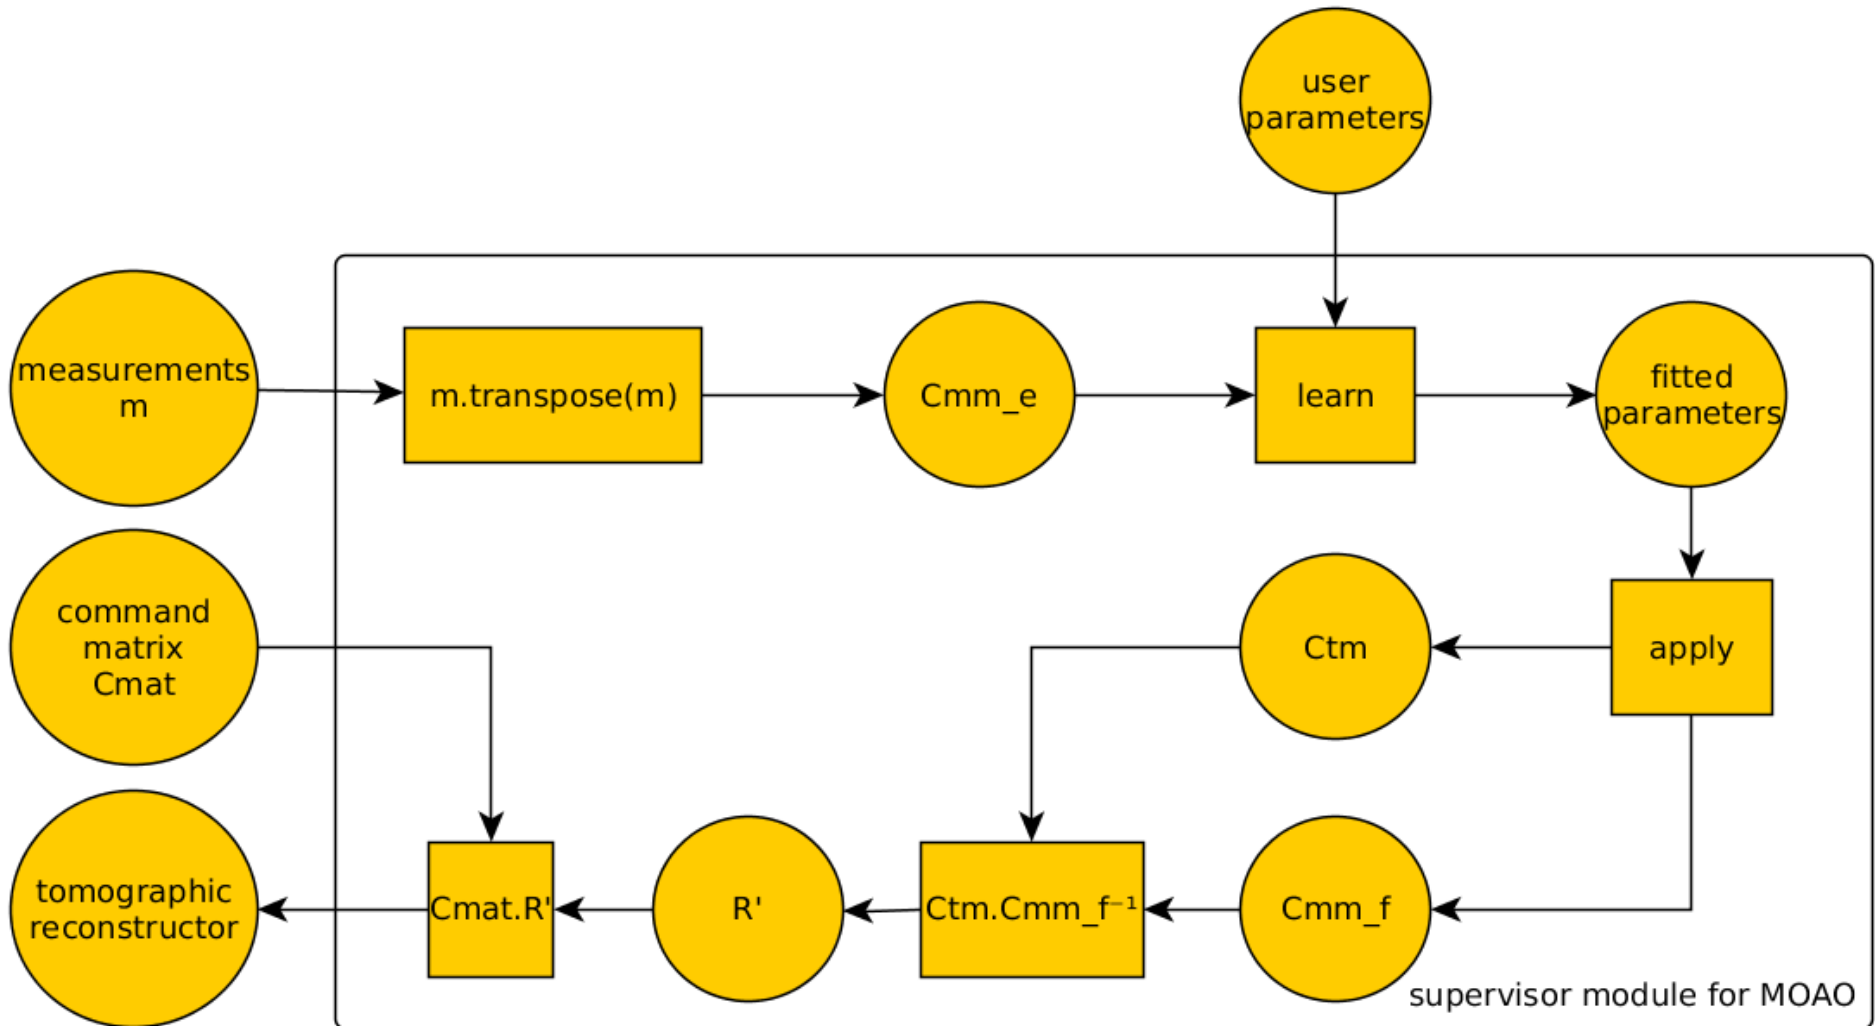 user
parameters
measurements
m
m.transpose(m)
Cmm_e
learn
fitted
parameters
command
matrix
Cmat
Ctm
apply
tomographic
reconstructor
Cmat.R'
R'
Ctm.Cmm_f⁻¹
Cmm_f
supervisor module for MOAO